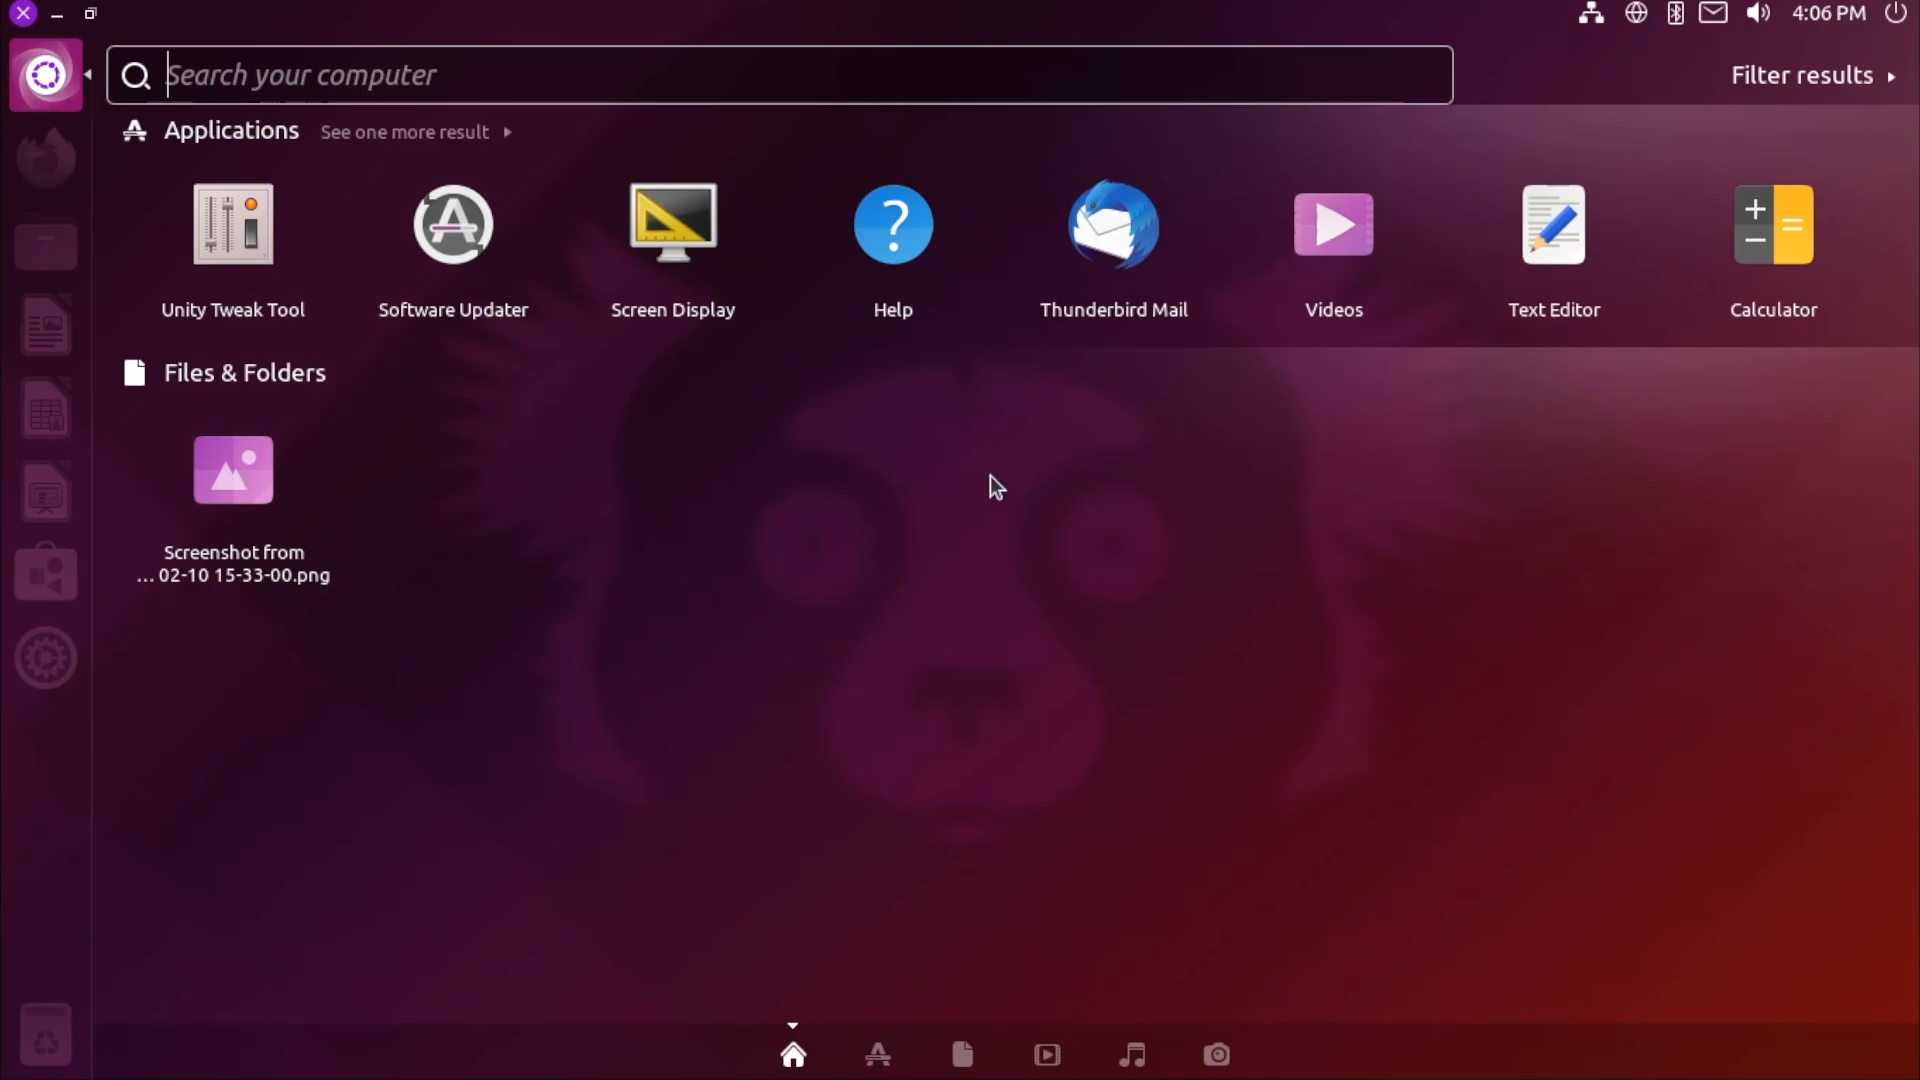 4:06 PM
Search your computer
Filter results
Applications See one more result
Unity Tweak Tool
Software Updater
Screen Display
Help
Thunderbird Mail
Videos
Text Editor
Calculator
Files & Folders
Screenshot from
... 02-10 15-33-00.png